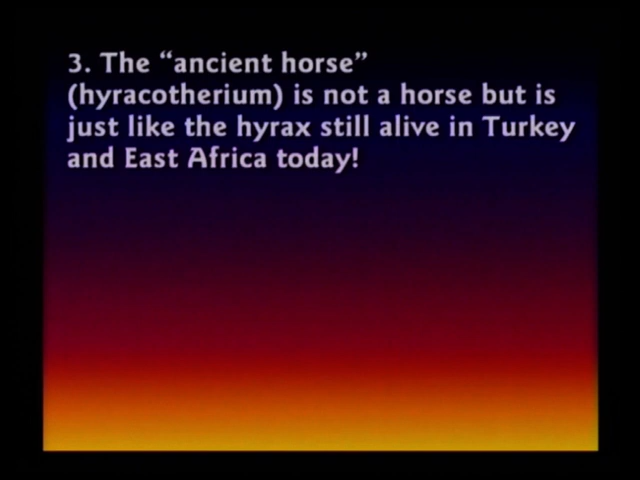 3. The “ancient horse”
(hyracotherium) is not a horse but is
just like the hyrax still alive in Turkey
and East Africa today!